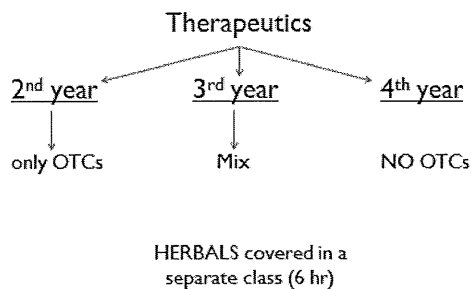 Therapeutics
2nd year 3rd year 4th year
only OTCs Mix NO OTCs
HERBALS covered in a
separate class (6 hr)